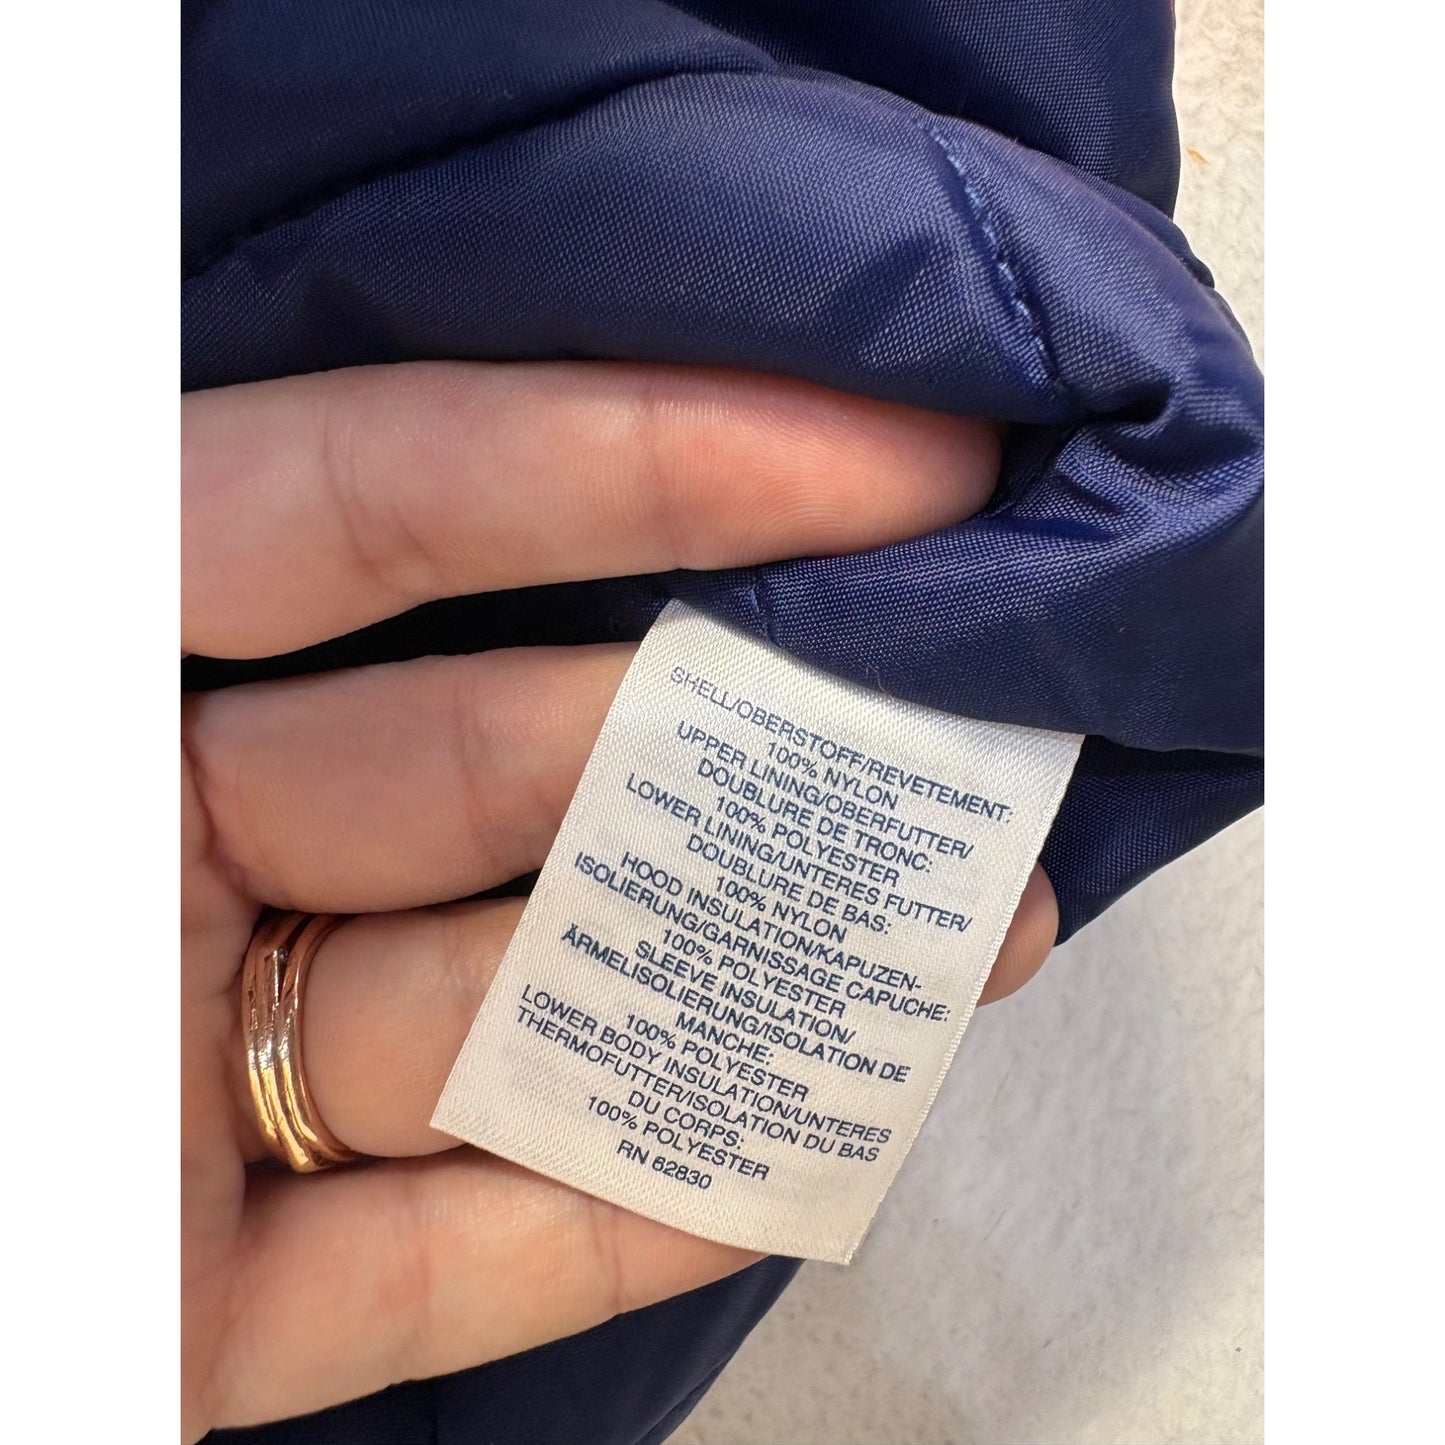 SHELL/OBERSTOFF/REVETEMENT:
100% NYLON
UPPER LINING/OBERFUTTER/
DOUBLURE DE TRONC:
100% POLYESTER
LOWER LINING/UNTERES FUTTER/
DOUBLURE DE BAS:
100% NYLON
HOOD INSULATION/KAPUZEN-
ISOLIERUNG/GARNISSAGE CAPUCHE:
100% POLYESTER
SLEEVE INSULATION/
ÄRMELISOLIERUNG/ISOLATION DE
MANCHE:
100% POLYESTER
LOWER BODY INSULATION/UNTERES
THERMOFUTTER/ISOLATION DU BAS
DU CORPS:
100% POLYESTER
RN 62830